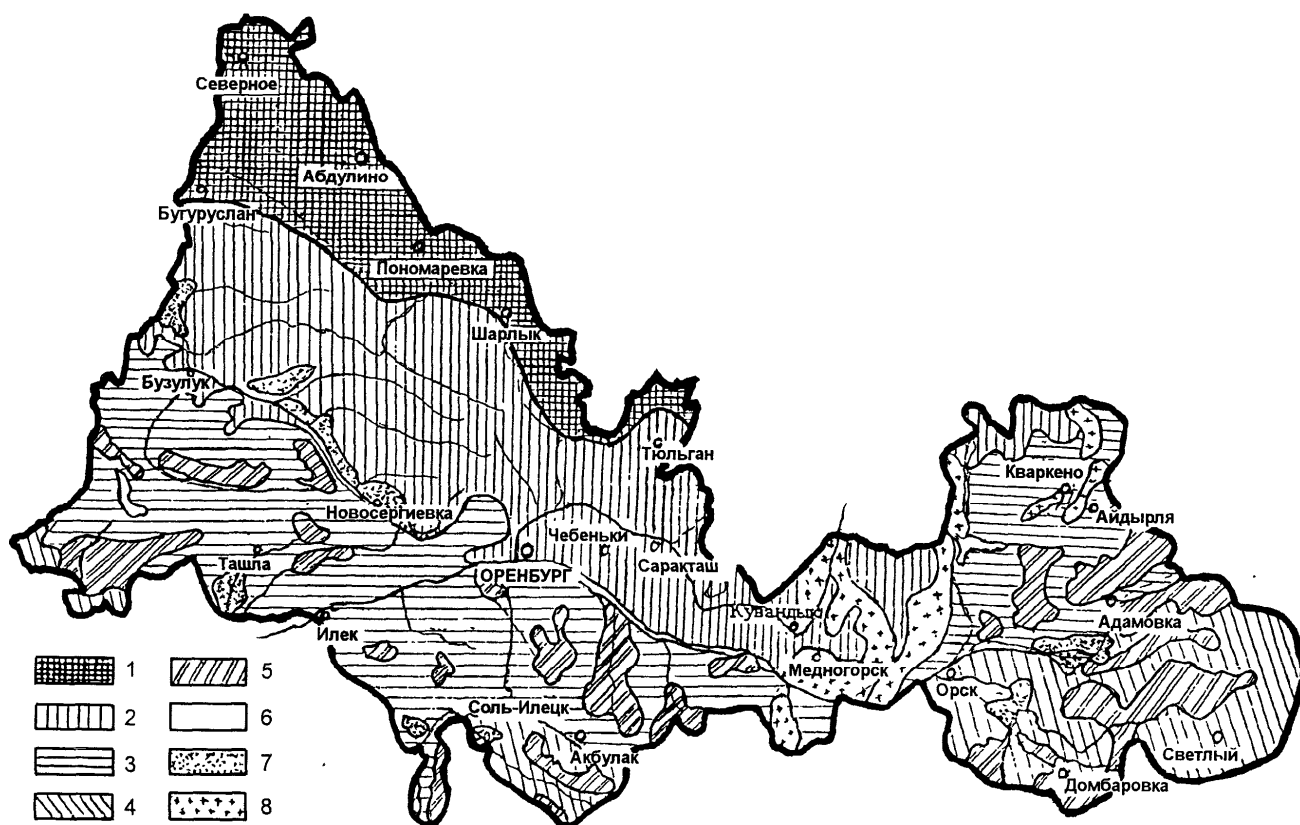 Северное
Абдулино
Бугуруслан
Пономаревка
Шарлык
Бузулук
Тюльган
Кваркено
Новосергиевка
Айдырля
Чебеньки
Ташла
ОРЕНБУРГ
Саракташ
Кувандык
Илек
Адамовка
Медногорск
Орск
Соль-Илецк
Акбулак
Светлый
Домбаровка
1 5
2 6
3 7
4 8